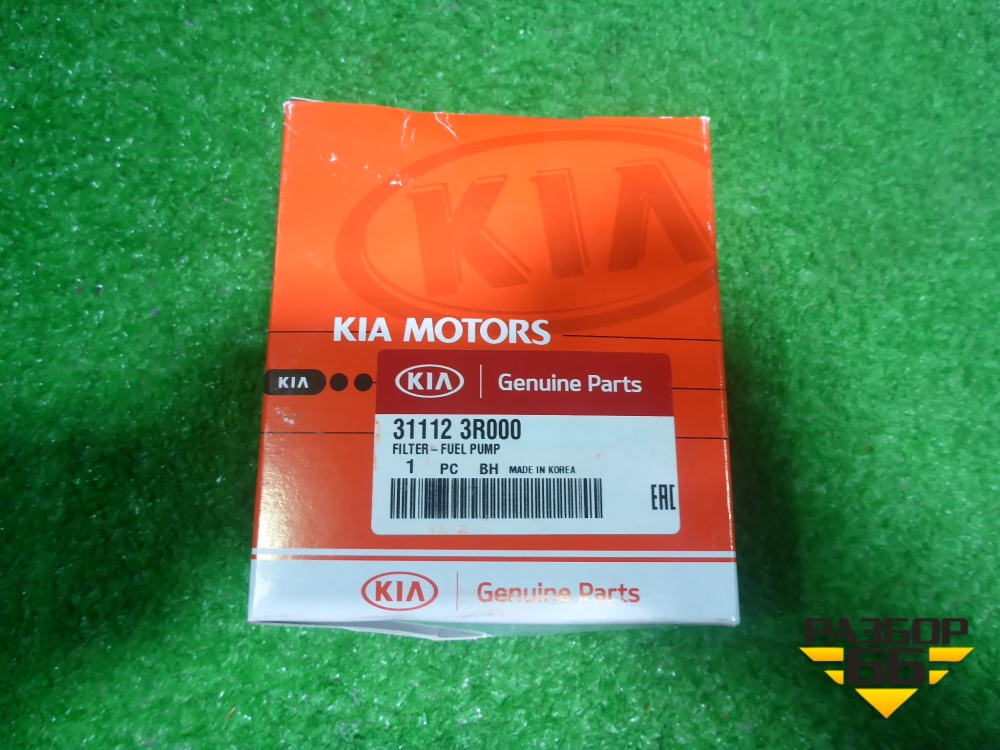 KIA
KIA MOTORS
KIA
KIA Genuine Parts
31112 3R000
FILTER - FUEL PUMP
1 PC BH MADE IN KOREA
EAC
KIA Genuine Parts
РАЗБОР
66